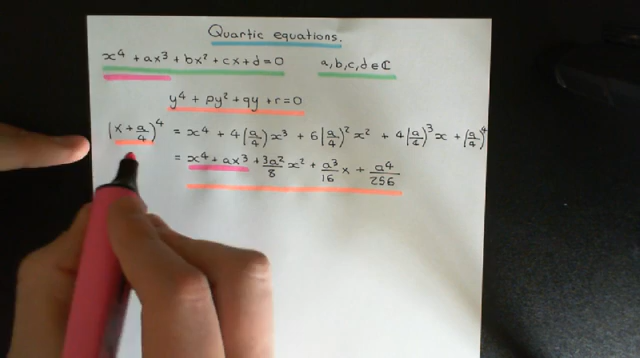 Quartic equations.
x⁴ + ax³ + bx² + cx + d = 0 a, b, c, d ∈ ℂ
y⁴ + py² + qy + r = 0
(x + a/4)⁴ = x⁴ + 4(a/4)x³ + 6(a/4)²x² + 4(a/4)³x + (a/4)⁴
= x⁴ + ax³ + 3a²/8 x² + a³/16 x + a⁴/256